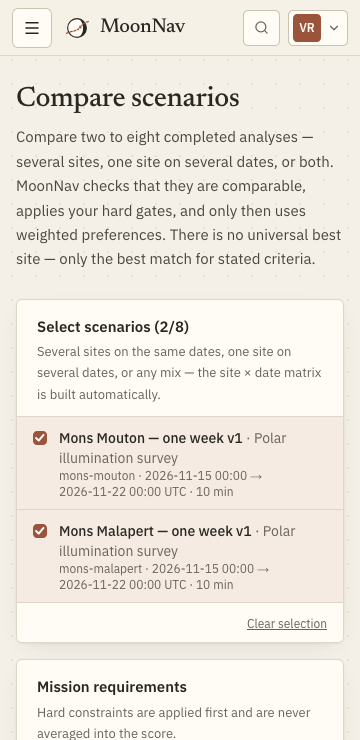 MoonNav
VR
Compare scenarios
Compare two to eight completed analyses —
several sites, one site on several dates, or both.
MoonNav checks that they are comparable,
applies your hard gates, and only then uses
weighted preferences. There is no universal best
site — only the best match for stated criteria.
Select scenarios (2/8)
Several sites on the same dates, one site on
several dates, or any mix — the site × date matrix
is built automatically.
Mons Mouton — one week v1 · Polar
illumination survey
mons-mouton · 2026-11-15 00:00 →
2026-11-22 00:00 UTC · 10 min
Mons Malapert — one week v1 · Polar
illumination survey
mons-malapert · 2026-11-15 00:00 →
2026-11-22 00:00 UTC · 10 min
Clear selection
Mission requirements
Hard constraints are applied first and are never
averaged into the score.